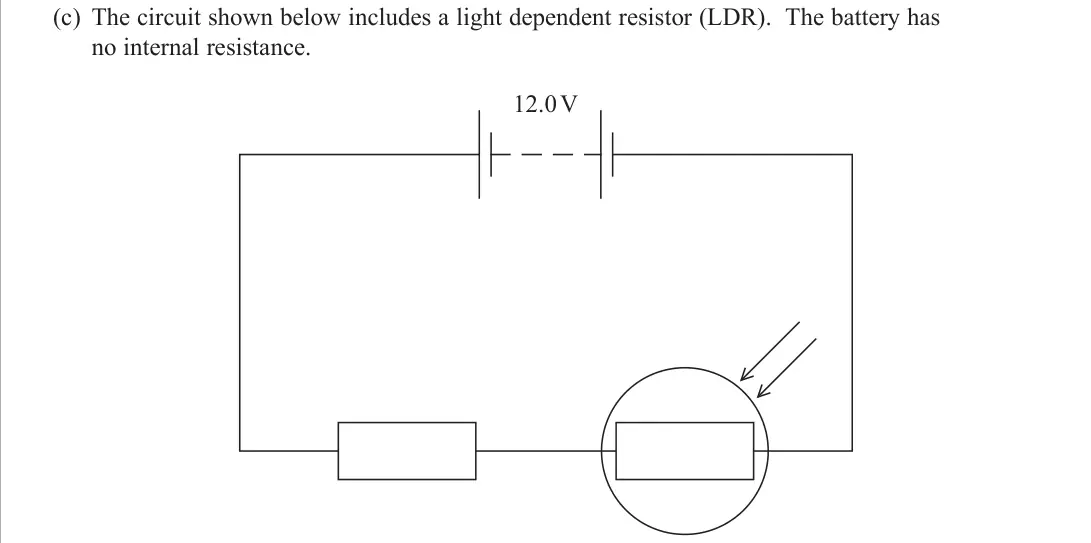 (c) The circuit shown below includes a light dependent resistor (LDR). The battery has
no internal resistance.
12.0 V